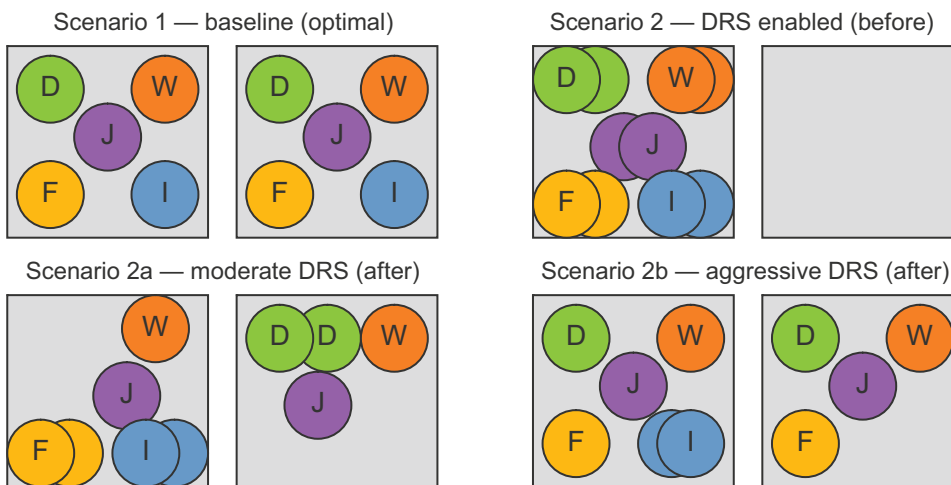 Scenario 1 — baseline (optimal)
Scenario 2 — DRS enabled (before)
D W D W
J J
F I F I
D W
J
F I
Scenario 2a — moderate DRS (after)
Scenario 2b — aggressive DRS (after)
W D D W
J J
F I
D W D W
J J
F I F